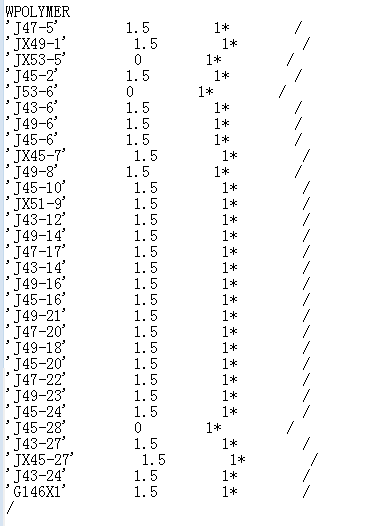 WPOLYMER
'J47-5' 1.5 1* /
'JX49-1' 1.5 1* /
'JX53-5' 0 1* /
'J45-2' 1.5 1* /
'J53-6' 0 1* /
'J43-6' 1.5 1* /
'J49-6' 1.5 1* /
'J45-6' 1.5 1* /
'JX45-7' 1.5 1* /
'J49-8' 1.5 1* /
'J45-10' 1.5 1* /
'JX51-9' 1.5 1* /
'J43-12' 1.5 1* /
'J49-14' 1.5 1* /
'J47-17' 1.5 1* /
'J43-14' 1.5 1* /
'J49-16' 1.5 1* /
'J45-16' 1.5 1* /
'J49-21' 1.5 1* /
'J47-20' 1.5 1* /
'J49-18' 1.5 1* /
'J45-20' 1.5 1* /
'J47-22' 1.5 1* /
'J49-23' 1.5 1* /
'J45-24' 1.5 1* /
'J45-28' 0 1* /
'J43-27' 1.5 1* /
'JX45-27' 1.5 1* /
'J43-24' 1.5 1* /
'G146X1' 1.5 1* /
/